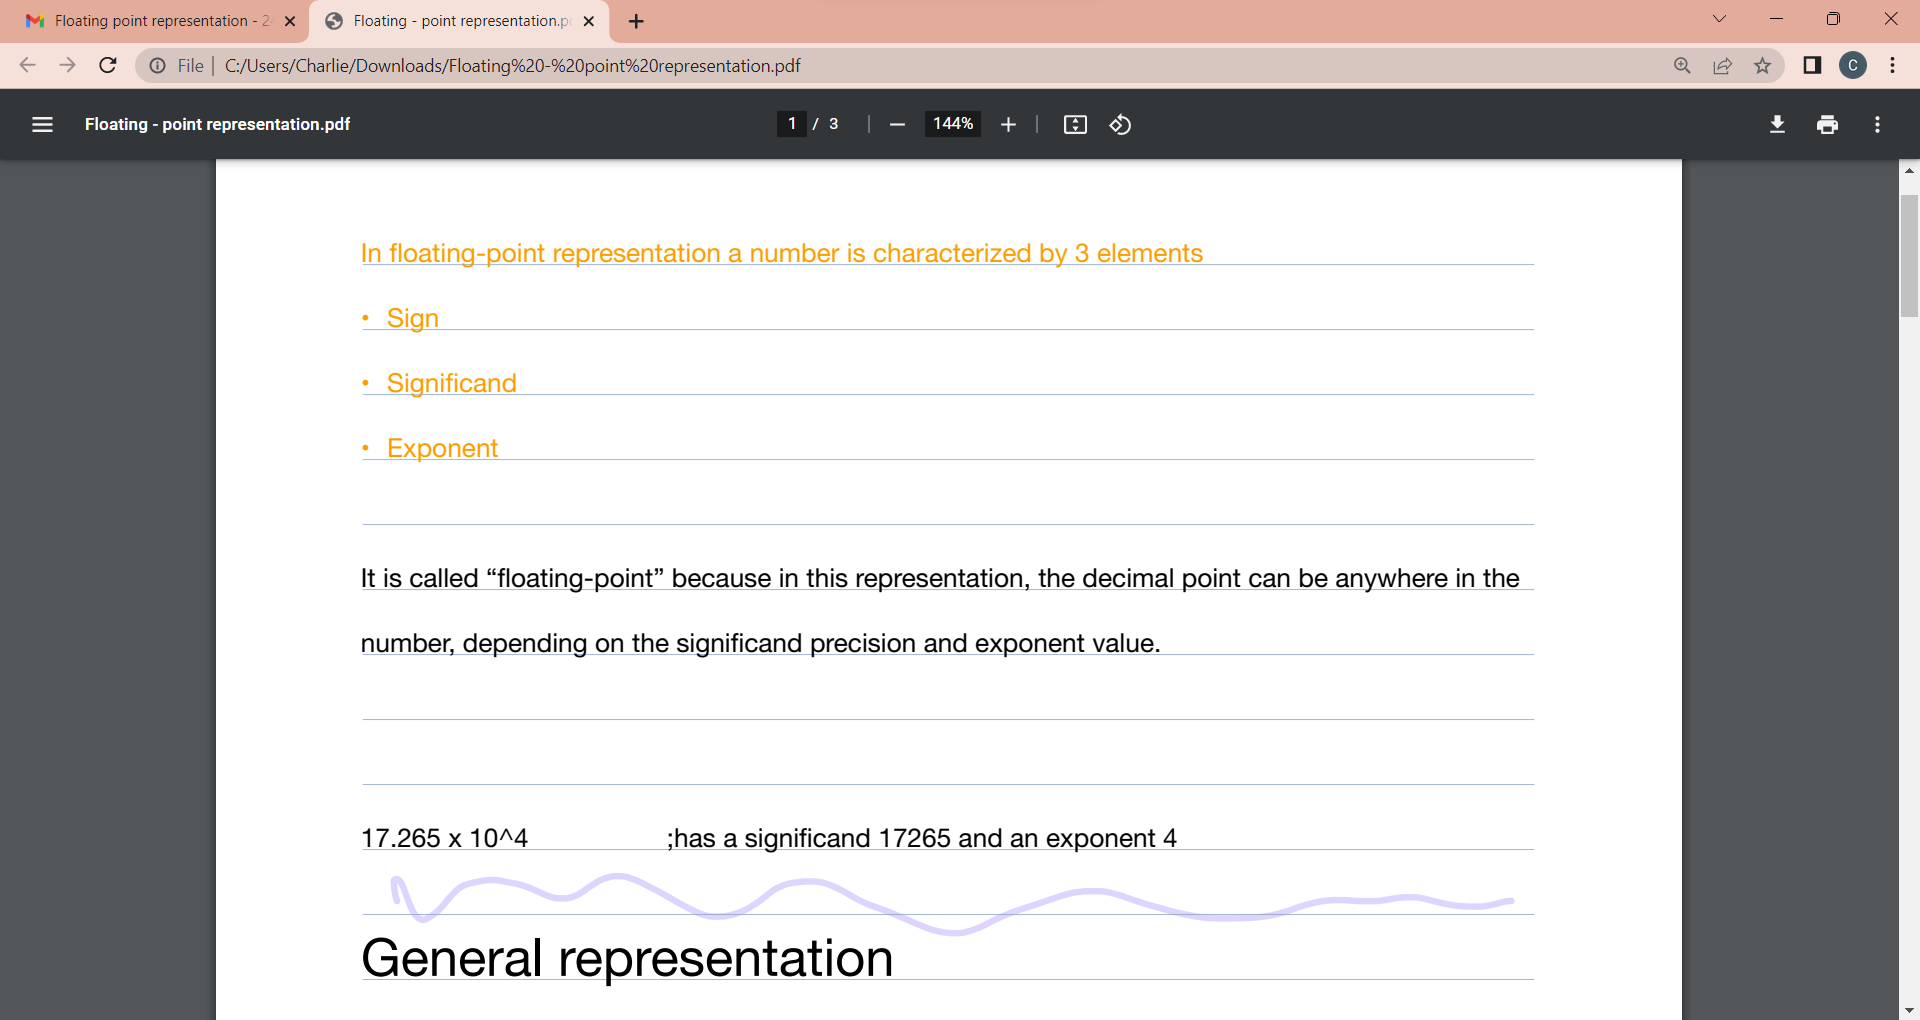 Floating point representation - 2
Floating - point representation.p
File
C:/Users/Charlie/Downloads/Floating%20-%20point%20representation.pdf
C
Floating - point representation.pdf
1 / 3
144%
In floating-point representation a number is characterized by 3 elements
• Sign
• Significand
• Exponent
It is called “floating-point” because in this representation, the decimal point can be anywhere in the
number, depending on the significand precision and exponent value.
17.265 x 10^4 ;has a significand 17265 and an exponent 4
General representation